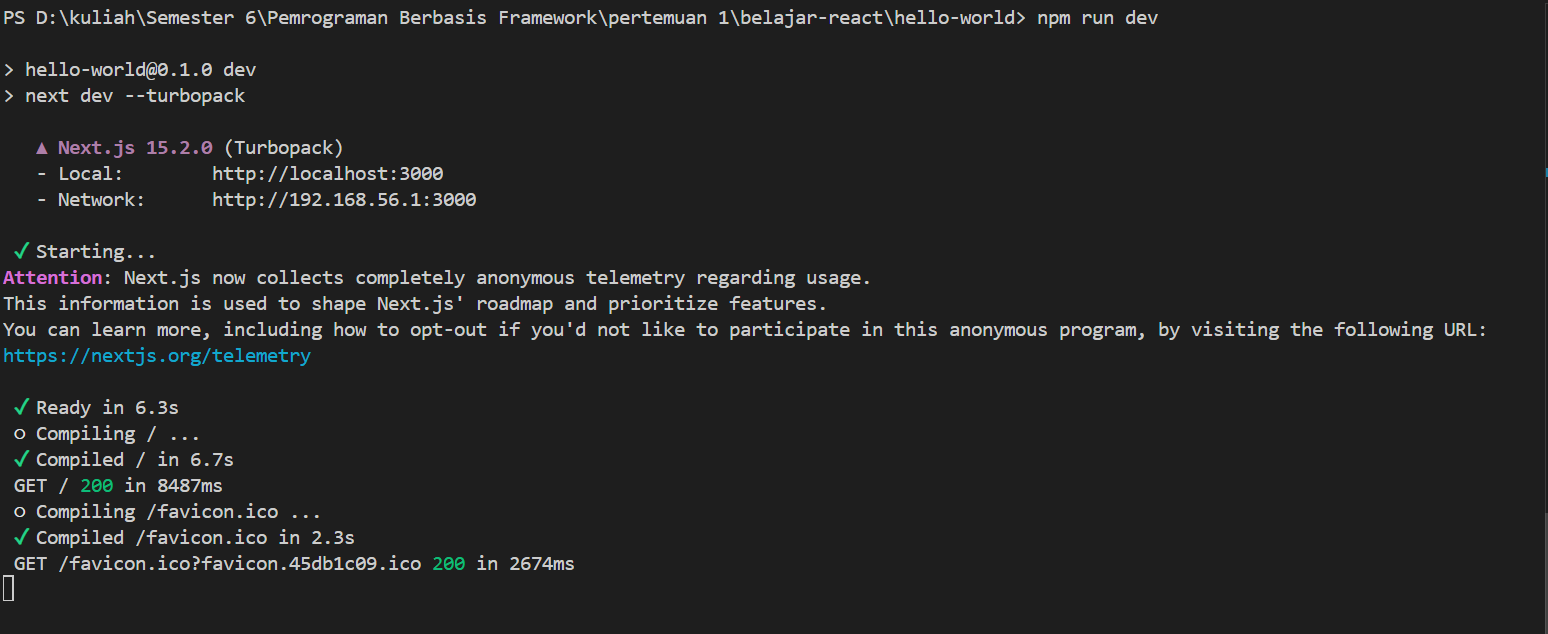 PS D:\kuliah\Semester 6\Pemrograman Berbasis Framework\pertemuan 1\belajar-react\hello-world> npm run dev
> hello-world@0.1.0 dev
> next dev --turbopack
▲ Next.js 15.2.0 (Turbopack)
- Local: http://localhost:3000
- Network: http://192.168.56.1:3000
✓ Starting...
Attention: Next.js now collects completely anonymous telemetry regarding usage.
This information is used to shape Next.js' roadmap and prioritize features.
You can learn more, including how to opt-out if you'd not like to participate in this anonymous program, by visiting the following URL:
https://nextjs.org/telemetry
✓ Ready in 6.3s
○ Compiling / ...
✓ Compiled / in 6.7s
GET / 200 in 8487ms
○ Compiling /favicon.ico ...
✓ Compiled /favicon.ico in 2.3s
GET /favicon.ico?favicon.45db1c09.ico 200 in 2674ms